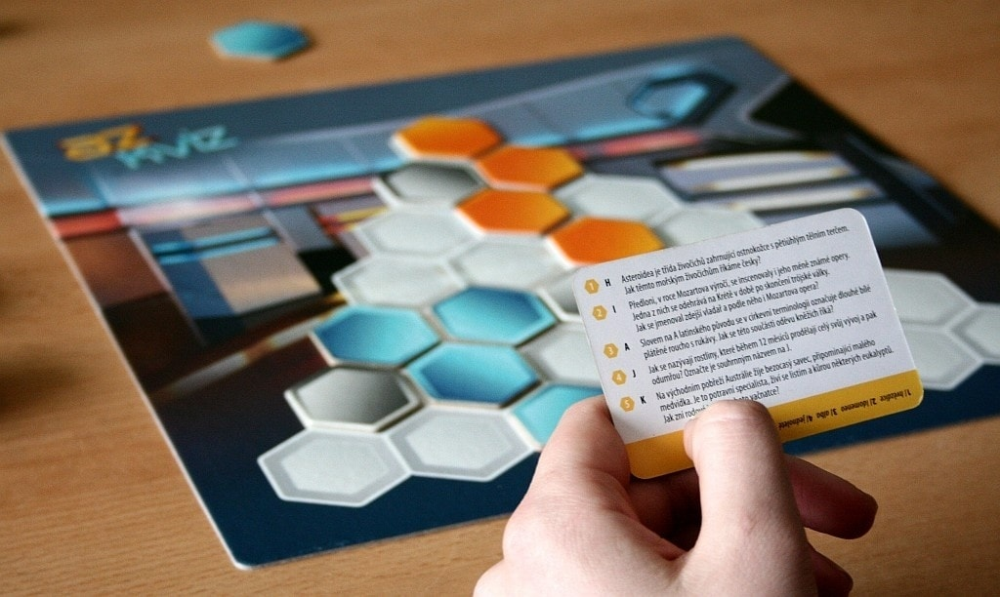 aZ
KVIZ
1 H Asteroidea je třída živočichů zahrnující ostnokožce s pětiúhlým tělním terčem.
Jak těmto mořským živočichům říkáme česky?
2 I Předloni, v roce Mozartova výročí, se inscenovaly i jeho méně známé opery.
Jedna z nich se odehrává na Krétě v době po skončení trójské války.
Jak se jmenoval zdejší vladař a podle něho i Mozartova opera?
3 A Slovem na A latinského původu se v církevní terminologii označuje dlouhé bílé
plátěné roucho s rukávy. Jak se této součásti oděvu kněžích říká?
4 J Jak se nazývají rostliny, které během 12 měsíců prodělají celý svůj vývoj a pak
odumřou? Označte je souhrnným názvem na J.
5 K Na východním pobřeží Austrálie žije bezocasý savec, připomínající malého
medvídka. Je to potravní specialista, živí se listím a kůrou některých eukalyptů.
Jak zní rodové vačnatce?
1/ hvězdice 2/ Idomeneo 3/ alba 4/ jednoleté